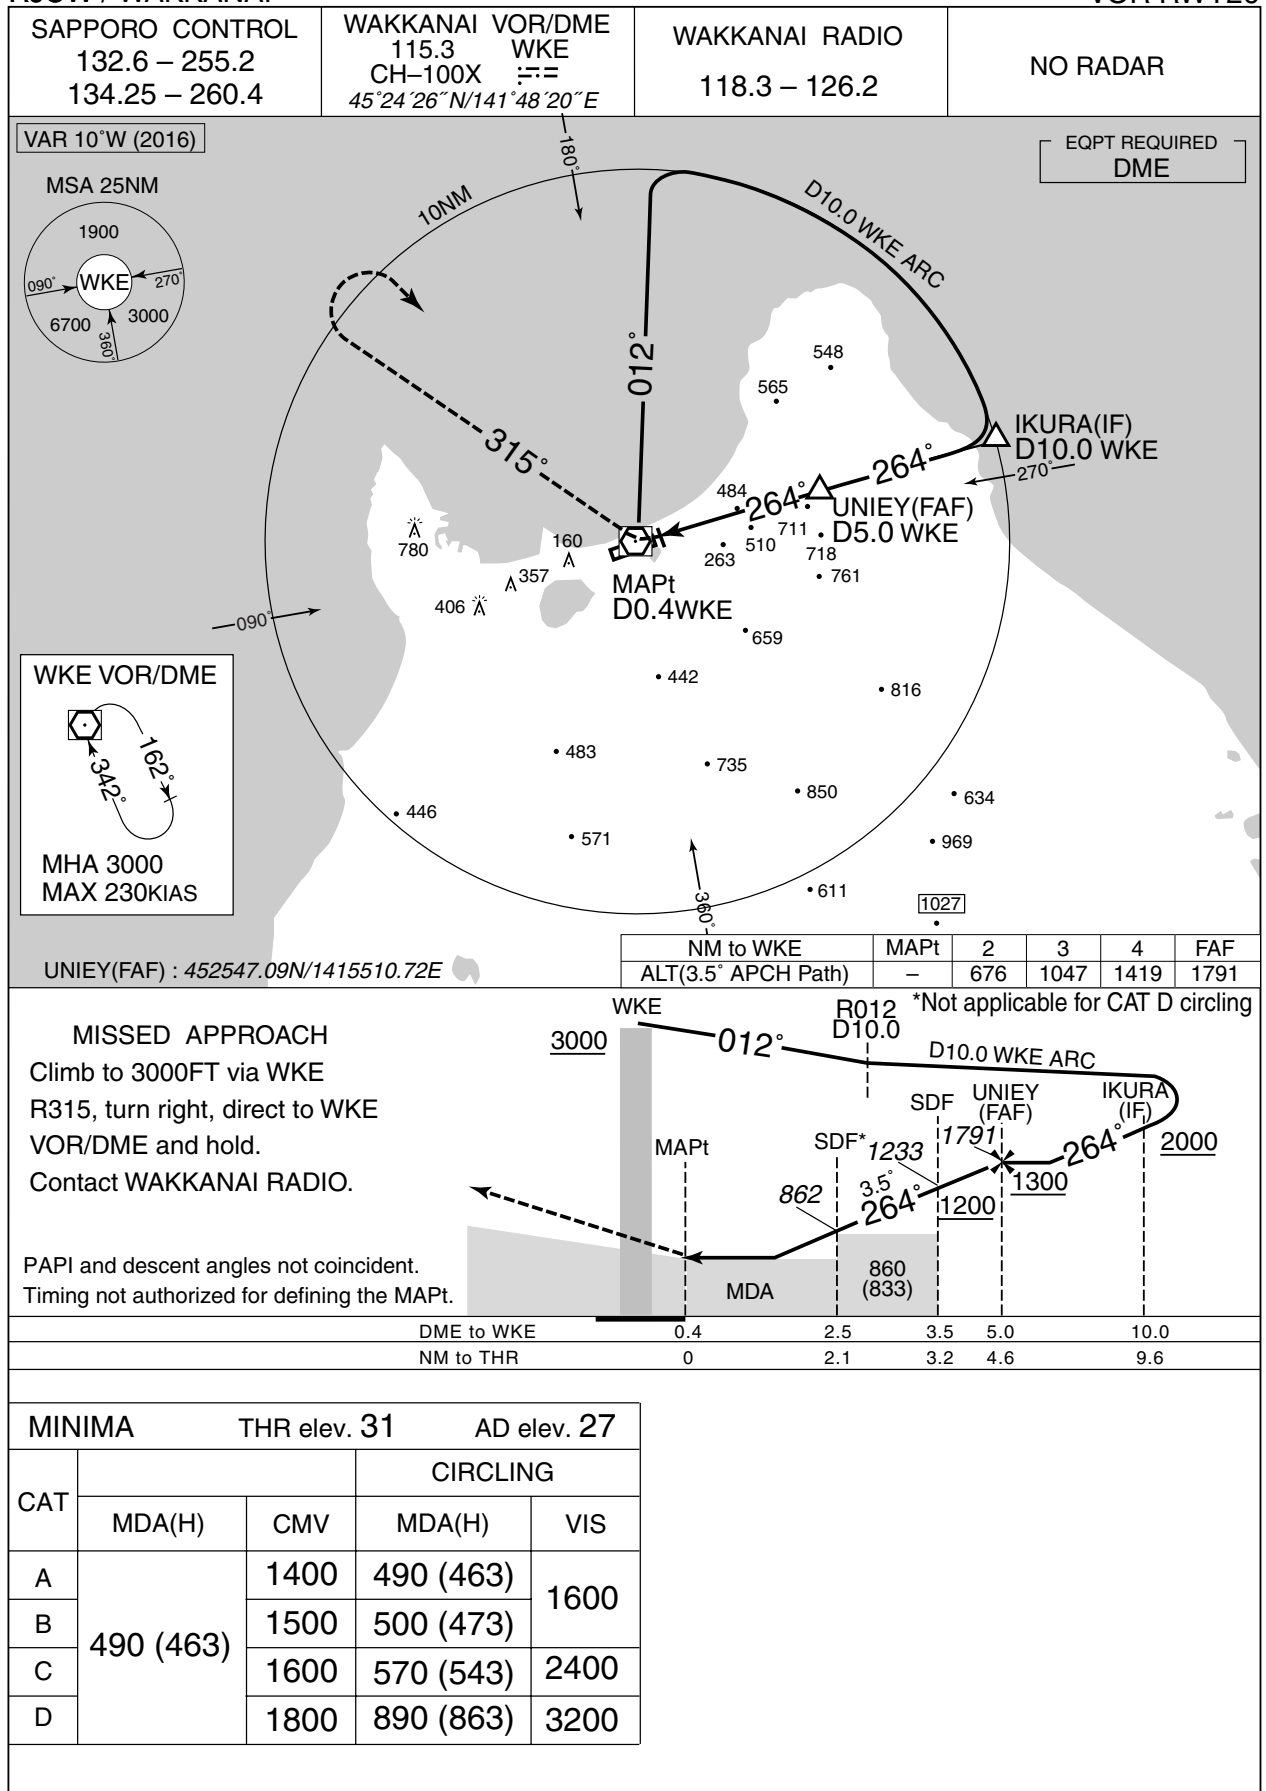 SAPPORO CONTROL
132.6 – 255.2
134.25 – 260.4
WAKKANAI VOR/DME
115.3 WKE
CH–100X
45°24´26˝N/141°48´20˝E
WAKKANAI RADIO
118.3 – 126.2
NO RADAR
VAR 10°W (2016)
EQPT REQUIRED
DME
MSA 25NM
1900
090°
WKE
270°
6700
3000
360°
180°
10NM
D10.0 WKE ARC
012°
315°
548
565
IKURA(IF)
D10.0 WKE
270°
264°
264°
484
UNIEY(FAF)
D5.0 WKE
711
510
718
263
761
780
160
357
406
MAPt
D0.4WKE
090°
659
442
816
483
735
850
634
446
571
969
611
1027
360°
WKE VOR/DME
162°
342°
MHA 3000
MAX 230KIAS
UNIEY(FAF) : 452547.09N/1415510.72E
NM to WKE MAPt 2 3 4 FAF
ALT(3.5° APCH Path) – 676 1047 1419 1791
*Not applicable for CAT D circling
MISSED APPROACH
Climb to 3000FT via WKE
R315, turn right, direct to WKE
VOR/DME and hold.
Contact WAKKANAI RADIO.
PAPI and descent angles not coincident.
Timing not authorized for defining the MAPt.
WKE
3000
012°
R012
D10.0
D10.0 WKE ARC
SDF
UNIEY
(FAF)
IKURA
(IF)
MAPt
SDF*
1233
1791
264°
2000
862
3.5°
264°
1300
1200
MDA
860
(833)
DME to WKE 0.4 2.5 3.5 5.0 10.0
NM to THR 0 2.1 3.2 4.6 9.6
MINIMA THR elev. 31 AD elev. 27
CAT
CIRCLING
MDA(H) CMV MDA(H) VIS
A 1400 490 (463) 1600
B 1500 500 (473)
490 (463)
C 1600 570 (543) 2400
D 1800 890 (863) 3200